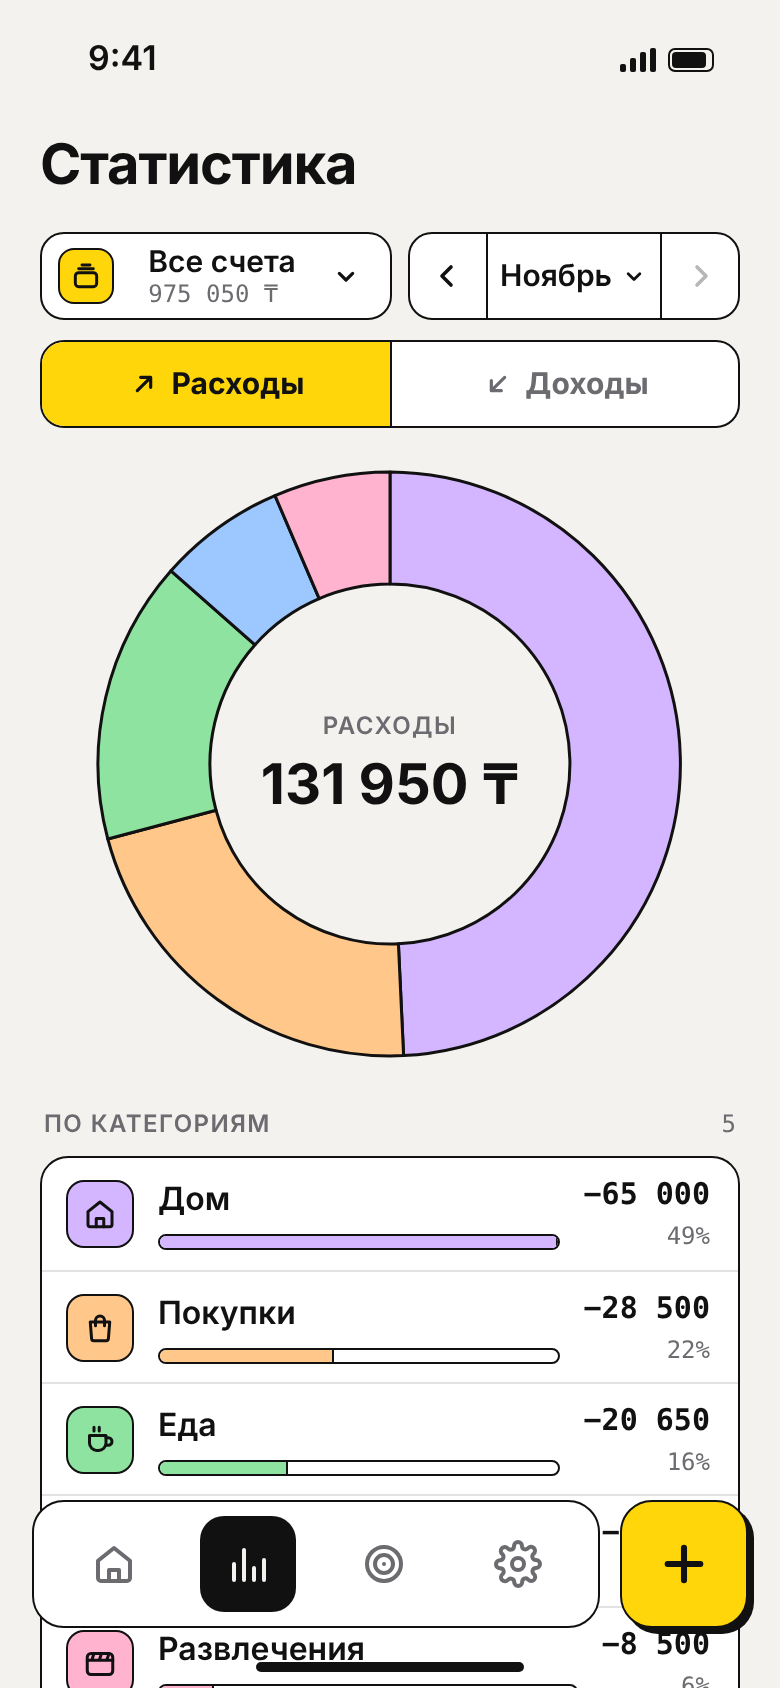 9:41
Статистика
Все счета
975 050 ₸
Ноябрь
Расходы
Доходы
РАСХОДЫ
131 950 ₸
ПО КАТЕГОРИЯМ
5
Дом
−65 000
49%
Покупки
−28 500
22%
Еда
−20 650
16%
Развлечения
−8 500
6%